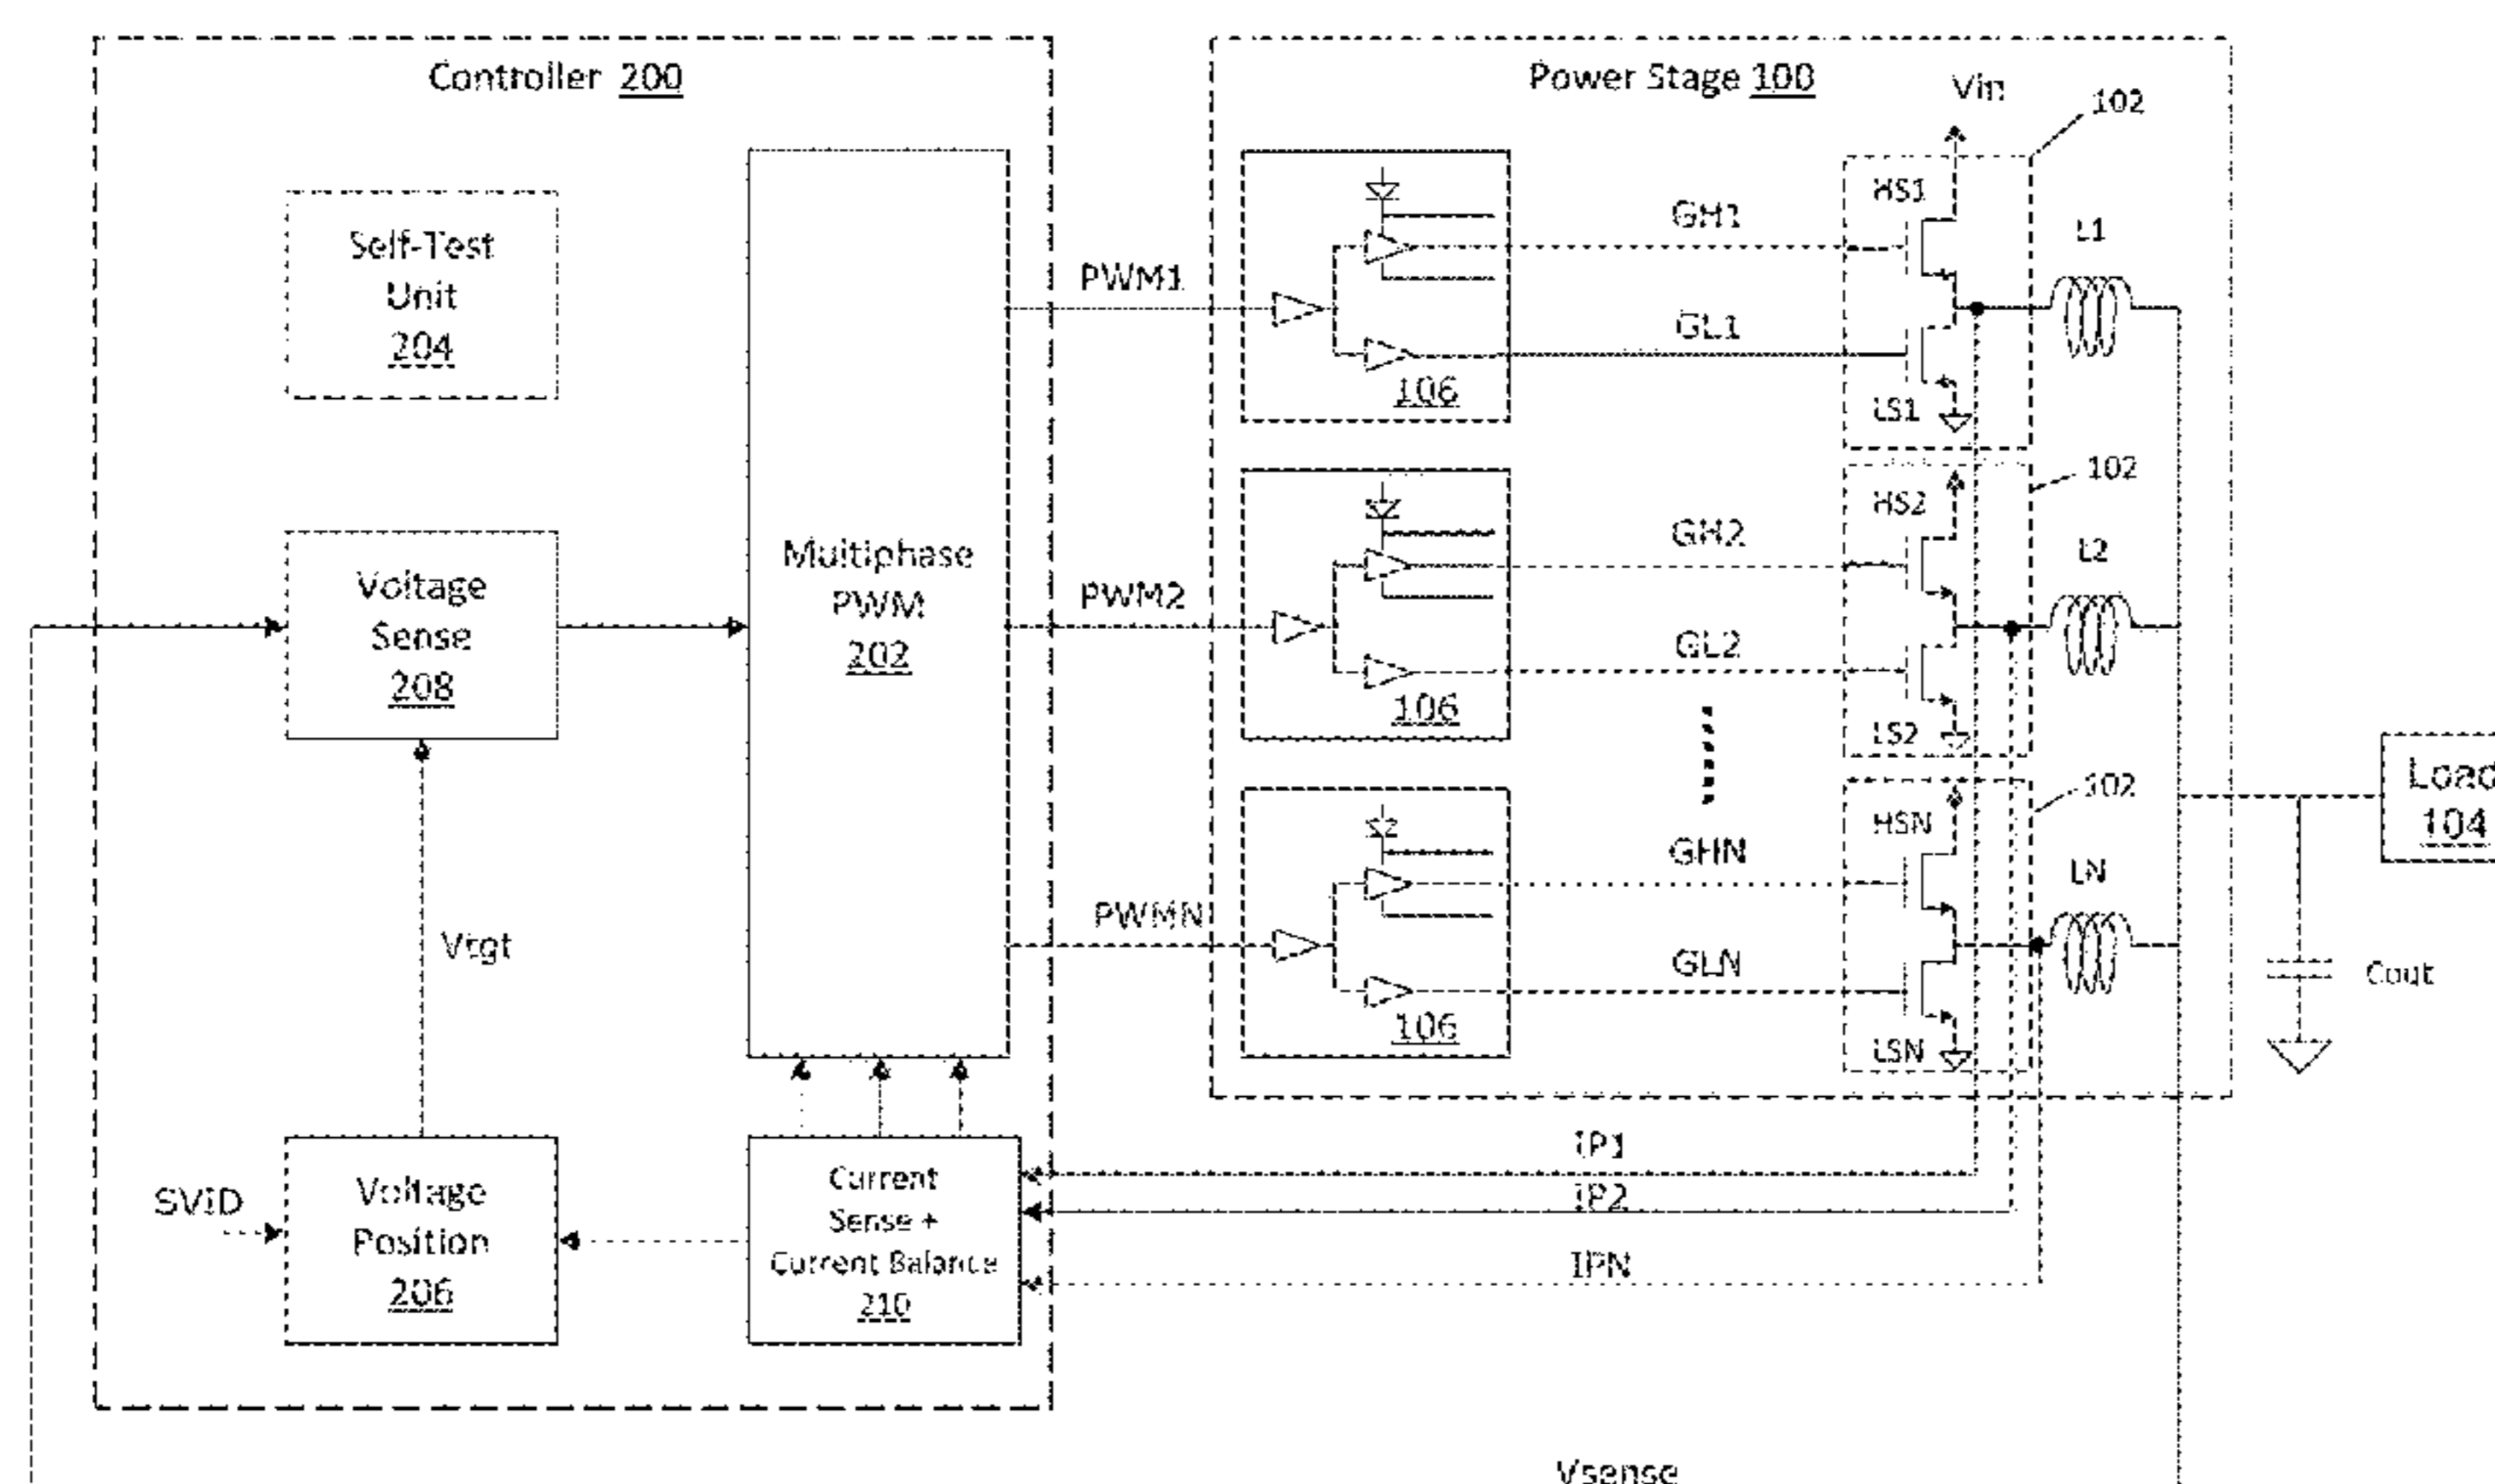 Controller 200
Self-Test
Unit
204
Voltage
Sense
208
Vtgt
SVID
Voltage
Position
206
Multiphase
PWM
202
Current
Sense +
Current Balance
210
PWM1
PWM2
PWMN
Power Stage 100
Vin
102
106
GH1
GL1
HS1
LS1
L1
102
106
GH2
GL2
HS2
LS2
L2
102
106
GHN
GLN
HSN
LSN
LN
Load
104
Cout
IP1
IP2
IPN
Vsense